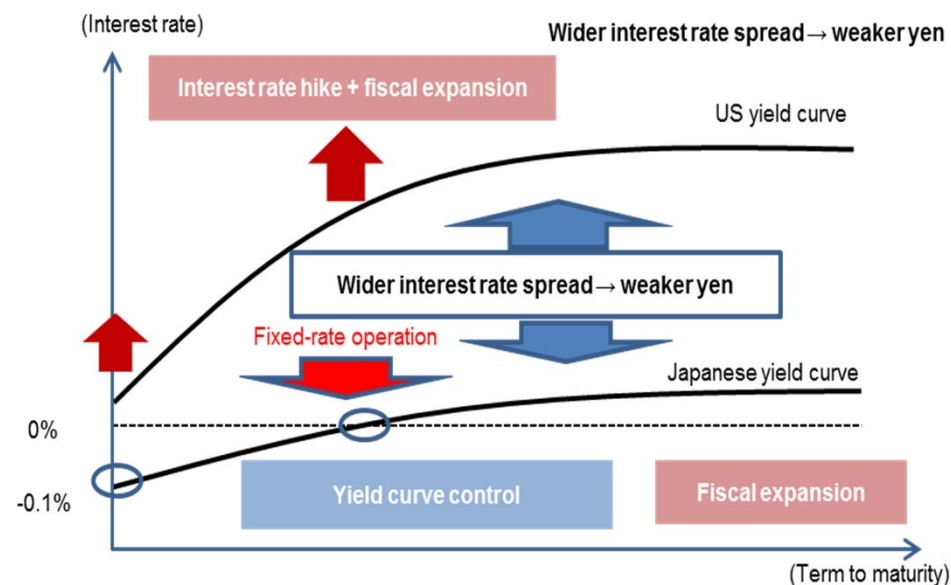 (Interest rate)
Wider interest rate spread→ weaker yen
Interest rate hike + fiscal expansion
US yield curve
Wider interest rate spread→ weaker yen
Fixed-rate operation
Japanese yield curve
0%
-0.1%
Yield curve control
Fiscal expansion
(Term to maturity)